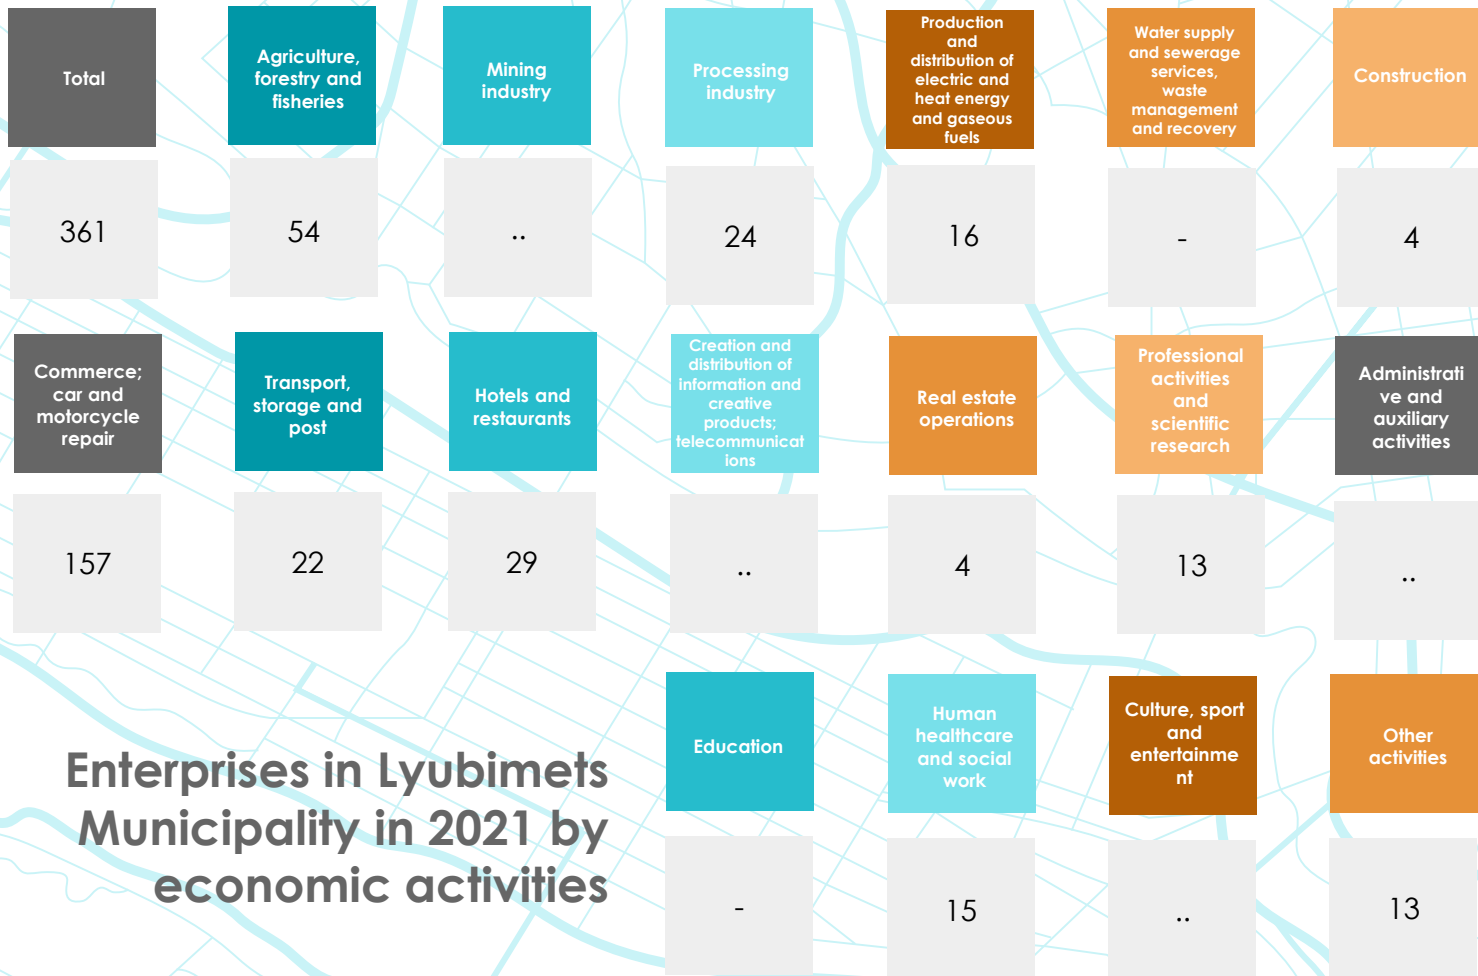 Total
Agriculture,
forestry and
fisheries
Mining
industry
Processing
industry
Production
and
distribution of
electric and
heat energy
and gaseous
fuels
Water supply
and sewerage
services,
waste
management
and recovery
Construction
361
54
..
24
16
-
4
Commerce;
car and
motorcycle
repair
Transport,
storage and
post
Hotels and
restaurants
Creation and
distribution of
information and
creative
products;
telecommunicat
ions
Real estate
operations
Professional
activities
and
scientific
research
Administrati
ve and
auxiliary
activities
157
22
29
..
4
13
..
Education
Human
healthcare
and social
work
Culture, sport
and
entertainme
nt
Other
activities
Enterprises in Lyubimets
Municipality in 2021 by
economic activities
-
15
..
13